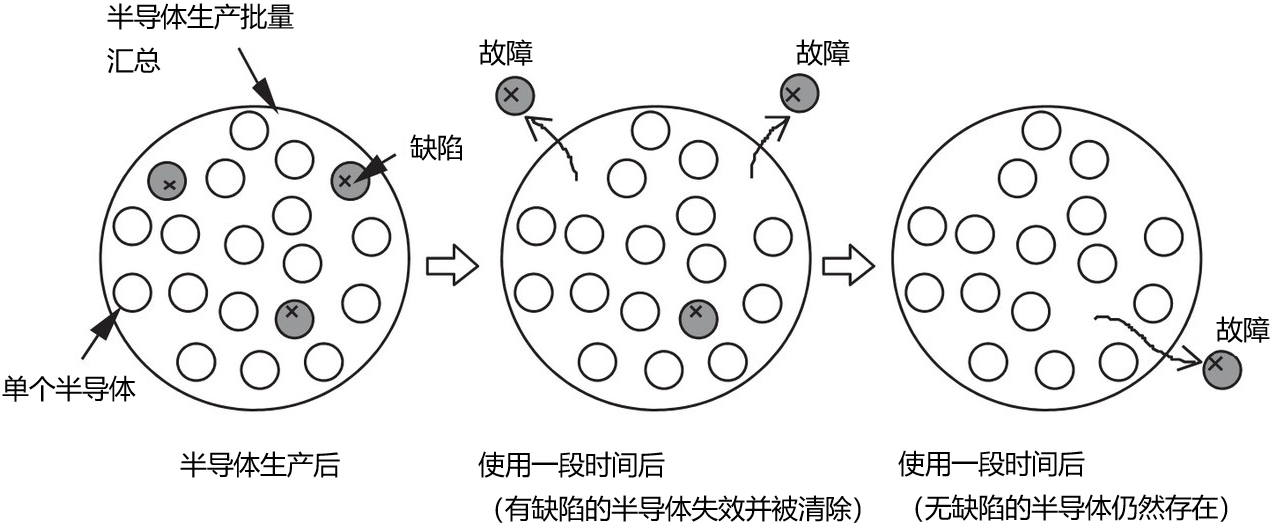 半导体生产批量
汇总
故障
故障
缺陷
单个半导体
故障
半导体生产后
使用一段时间后
（有缺陷的半导体失效并被清除）
使用一段时间后
（无缺陷的半导体仍然存在）